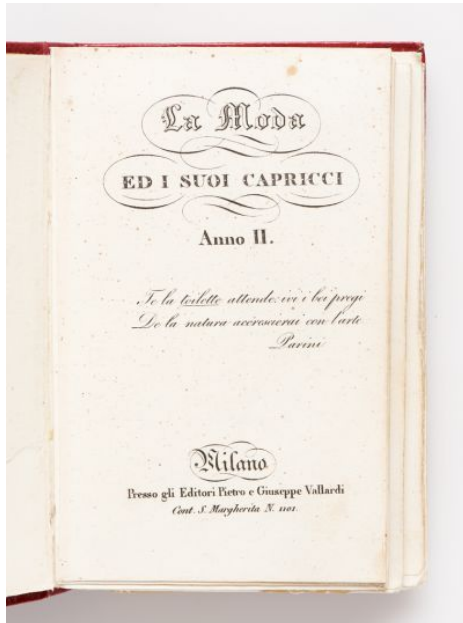 La Moda
ED I SUOI CAPRICCI
Anno II.
Te la toilette attende: ivi i bei pregi
De la natura accrescerai con l'arte
Parini
Milano
Presso gli Editori Pietro e Giuseppe Vallardi
Cont. S. Margherita N. 1101.